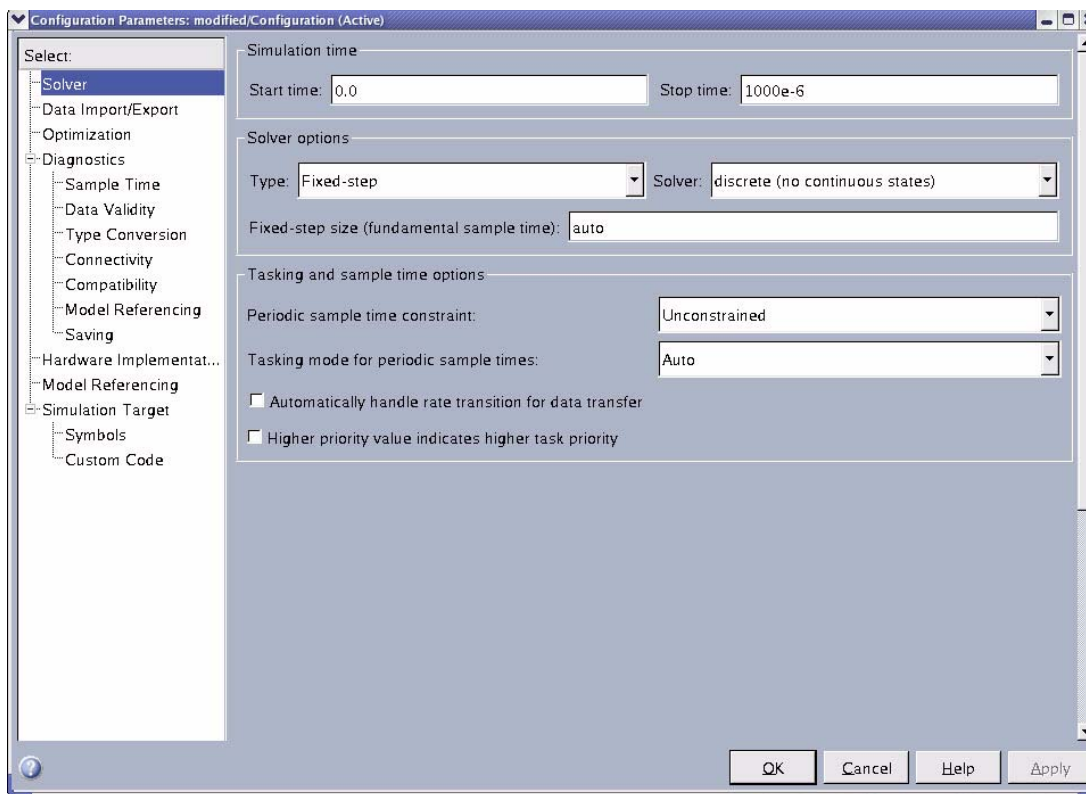 Configuration Parameters: modified/Configuration (Active)
Select:
Solver
Data Import/Export
Optimization
Diagnostics
Sample Time
Data Validity
Type Conversion
Connectivity
Compatibility
Model Referencing
Saving
Hardware Implementat...
Model Referencing
Simulation Target
Symbols
Custom Code
Simulation time
Start time: 0.0 Stop time: 1000e-6
Solver options
Type: Fixed-step Solver: discrete (no continuous states)
Fixed-step size (fundamental sample time): auto
Tasking and sample time options
Periodic sample time constraint: Unconstrained
Tasking mode for periodic sample times: Auto
Automatically handle rate transition for data transfer
Higher priority value indicates higher task priority
? OK Cancel Help Apply